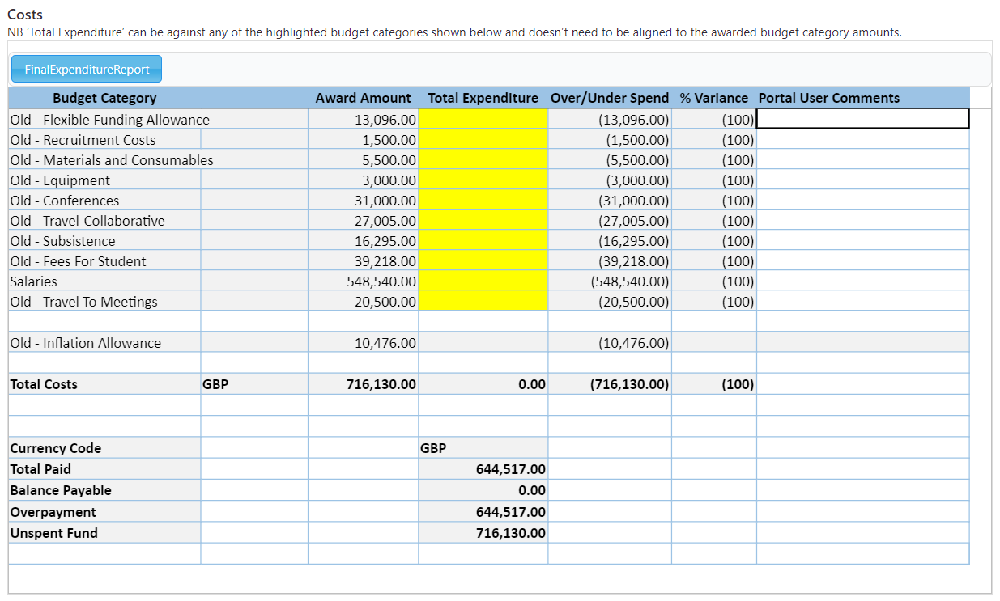 Costs
NB 'Total Expenditure' can be against any of the highlighted budget categories shown below and doesn't need to be aligned to the awarded budget category amounts.
FinalExpenditureReport
Budget Category Award Amount Total Expenditure Over/Under Spend % Variance Portal User Comments
Old - Flexible Funding Allowance 13,096.00 (13,096.00) (100)
Old - Recruitment Costs 1,500.00 (1,500.00) (100)
Old - Materials and Consumables 5,500.00 (5,500.00) (100)
Old - Equipment 3,000.00 (3,000.00) (100)
Old - Conferences 31,000.00 (31,000.00) (100)
Old - Travel-Collaborative 27,005.00 (27,005.00) (100)
Old - Subsistence 16,295.00 (16,295.00) (100)
Old - Fees For Student 39,218.00 (39,218.00) (100)
Salaries 548,540.00 (548,540.00) (100)
Old - Travel To Meetings 20,500.00 (20,500.00) (100)
Old - Inflation Allowance 10,476.00 (10,476.00)
Total Costs GBP 716,130.00 0.00 (716,130.00) (100)
Currency Code GBP
Total Paid 644,517.00
Balance Payable 0.00
Overpayment 644,517.00
Unspent Fund 716,130.00